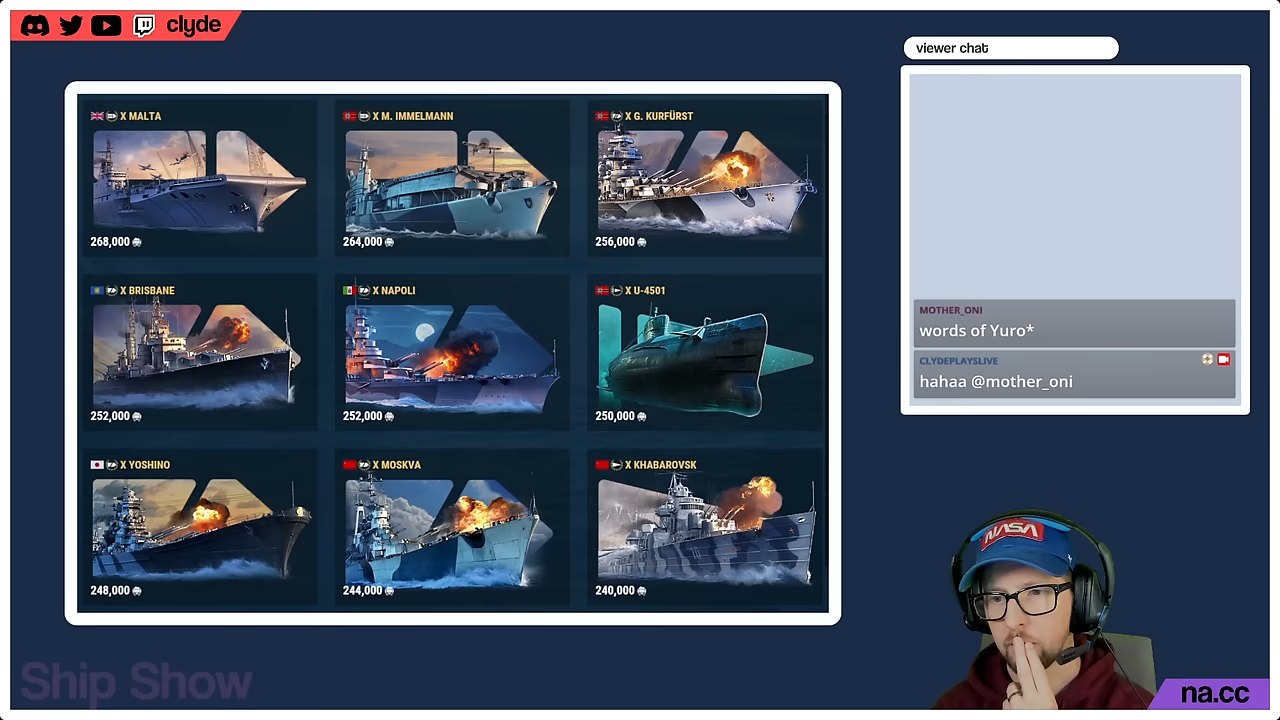 clyde
viewer chat
X MALTA
268,000
X M. IMMELMANN
264,000
X G. KURFÜRST
256,000
X BRISBANE
252,000
X NAPOLI
252,000
X U-4501
250,000
X YOSHINO
248,000
X MOSKVA
244,000
X KHABAROVSK
240,000
MOTHER_ONI
words of Yuro*
CLYDEPLAYSLIVE
hahaa @mother_oni
NASA
Ship Show
na.cc